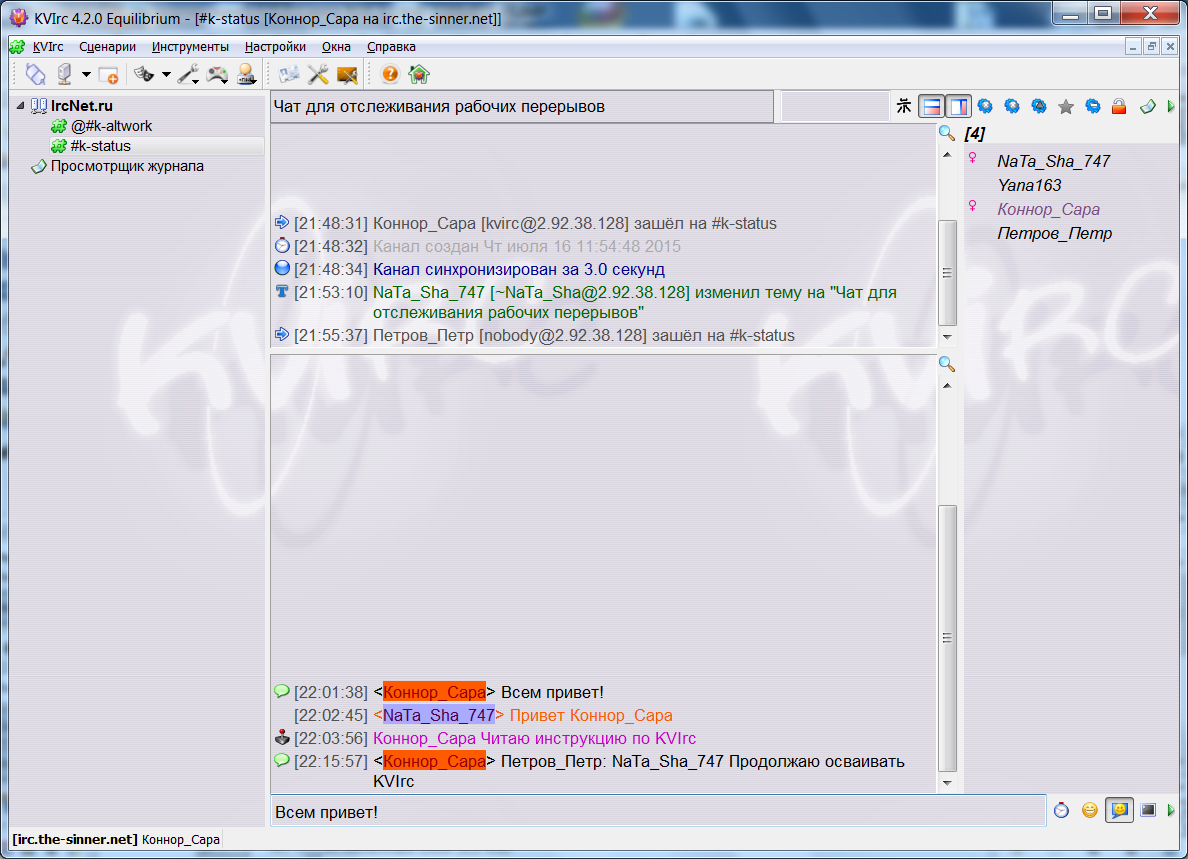 KVIrc 4.2.0 Equilibrium - [#k-status [Коннор_Сара на irc.the-sinner.net]]
KVIrc Сценарии Инструменты Настройки Окна Справка
IrcNet.ru
@#k-altwork
#k-status
Просмотрщик журнала
Чат для отслеживания рабочих перерывов
[21:48:31] Коннор_Сара [kvirc@2.92.38.128] зашёл на #k-status
[21:48:32] Канал создан Чт июля 16 11:54:48 2015
[21:48:34] Канал синхронизирован за 3.0 секунд
[21:53:10] NaTa_Sha_747 [~NaTa_Sha@2.92.38.128] изменил тему на "Чат для
отслеживания рабочих перерывов"
[21:55:37] Петров_Петр [nobody@2.92.38.128] зашёл на #k-status
[22:01:38] <Коннор_Сара> Всем привет!
[22:02:45] <NaTa_Sha_747> Привет Коннор_Сара
[22:03:56] Коннор_Сара Читаю инструкцию по KVIrc
[22:15:57] <Коннор_Сара> Петров_Петр: NaTa_Sha_747 Продолжаю осваивать
KVIrc
Всем привет!
[4]
NaTa_Sha_747
Yana163
Коннор_Сара
Петров_Петр
[irc.the-sinner.net] Коннор_Сара
KVIRC
KVIRC